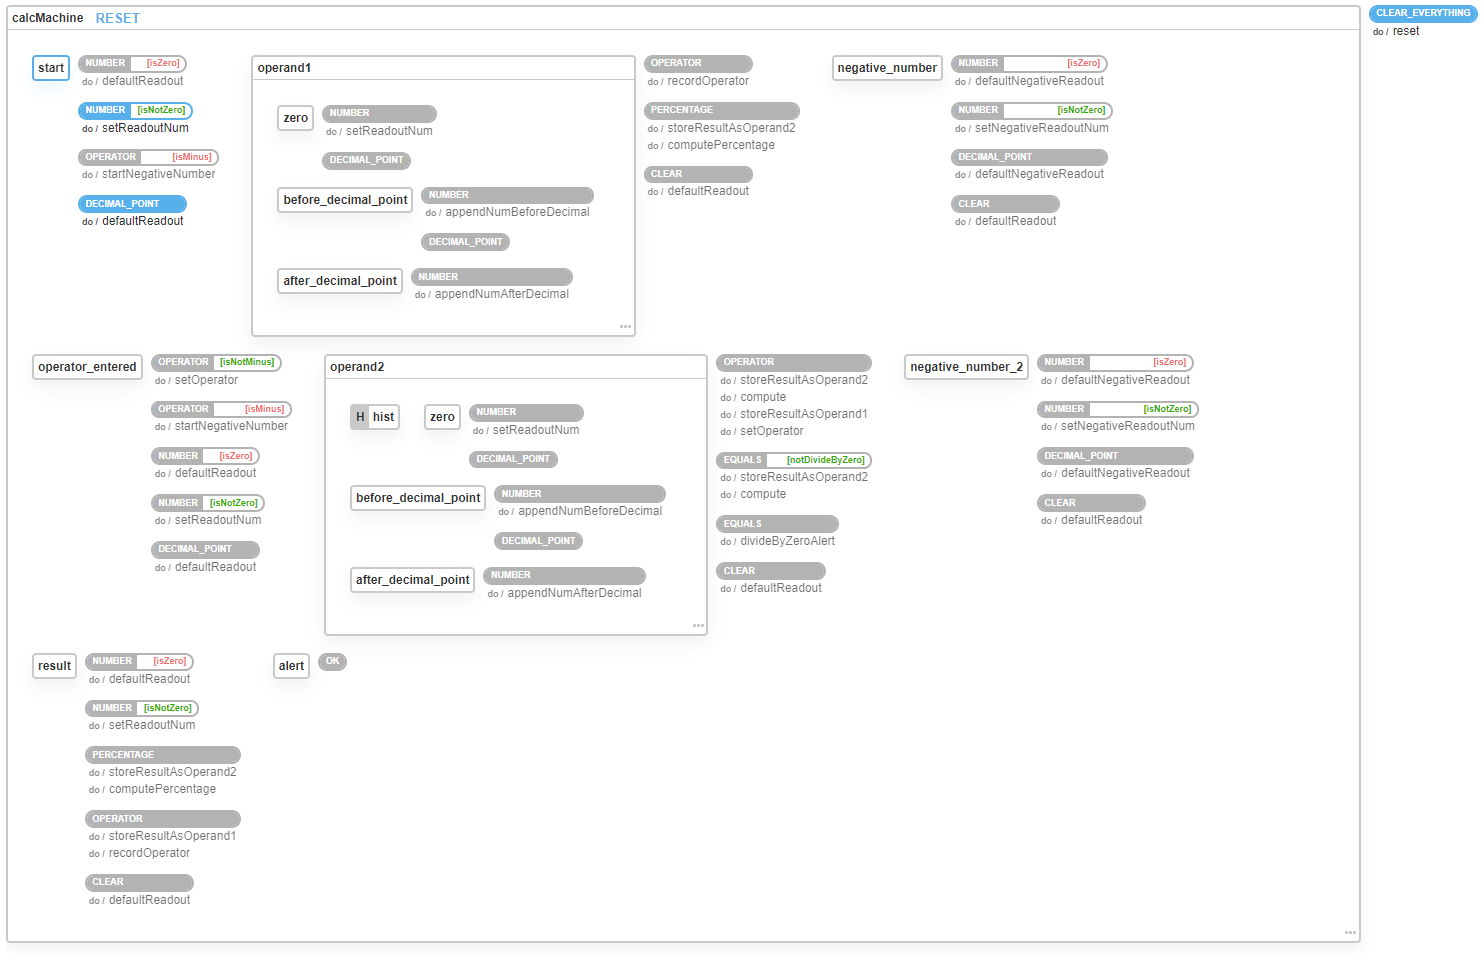 calcMachine RESET
CLEAR_EVERYTHING
do / reset
start
NUMBER [isZero]
do / defaultReadout
NUMBER [isNotZero]
do / setReadoutNum
OPERATOR [isMinus]
do / startNegativeNumber
DECIMAL_POINT
do / defaultReadout
operand1
zero
NUMBER
do / setReadoutNum
DECIMAL_POINT
before_decimal_point
NUMBER
do / appendNumBeforeDecimal
DECIMAL_POINT
after_decimal_point
NUMBER
do / appendNumAfterDecimal
OPERATOR
do / recordOperator
PERCENTAGE
do / storeResultAsOperand2
do / computePercentage
CLEAR
do / defaultReadout
negative_number
NUMBER [isZero]
do / defaultNegativeReadout
NUMBER [isNotZero]
do / setNegativeReadoutNum
DECIMAL_POINT
do / defaultNegativeReadout
CLEAR
do / defaultReadout
operator_entered
OPERATOR [isNotMinus]
do / setOperator
OPERATOR [isMinus]
do / startNegativeNumber
NUMBER [isZero]
do / defaultReadout
NUMBER [isNotZero]
do / setReadoutNum
DECIMAL_POINT
do / defaultReadout
operand2
H hist
zero
NUMBER
do / setReadoutNum
DECIMAL_POINT
before_decimal_point
NUMBER
do / appendNumBeforeDecimal
DECIMAL_POINT
after_decimal_point
NUMBER
do / appendNumAfterDecimal
OPERATOR
do / storeResultAsOperand2
do / compute
do / storeResultAsOperand1
do / setOperator
EQUALS [notDivideByZero]
do / storeResultAsOperand2
do / compute
EQUALS
do / divideByZeroAlert
CLEAR
do / defaultReadout
negative_number_2
NUMBER [isZero]
do / defaultNegativeReadout
NUMBER [isNotZero]
do / setNegativeReadoutNum
DECIMAL_POINT
do / defaultNegativeReadout
CLEAR
do / defaultReadout
result
NUMBER [isZero]
do / defaultReadout
NUMBER [isNotZero]
do / setReadoutNum
PERCENTAGE
do / storeResultAsOperand2
do / computePercentage
OPERATOR
do / storeResultAsOperand1
do / recordOperator
CLEAR
do / defaultReadout
alert
OK